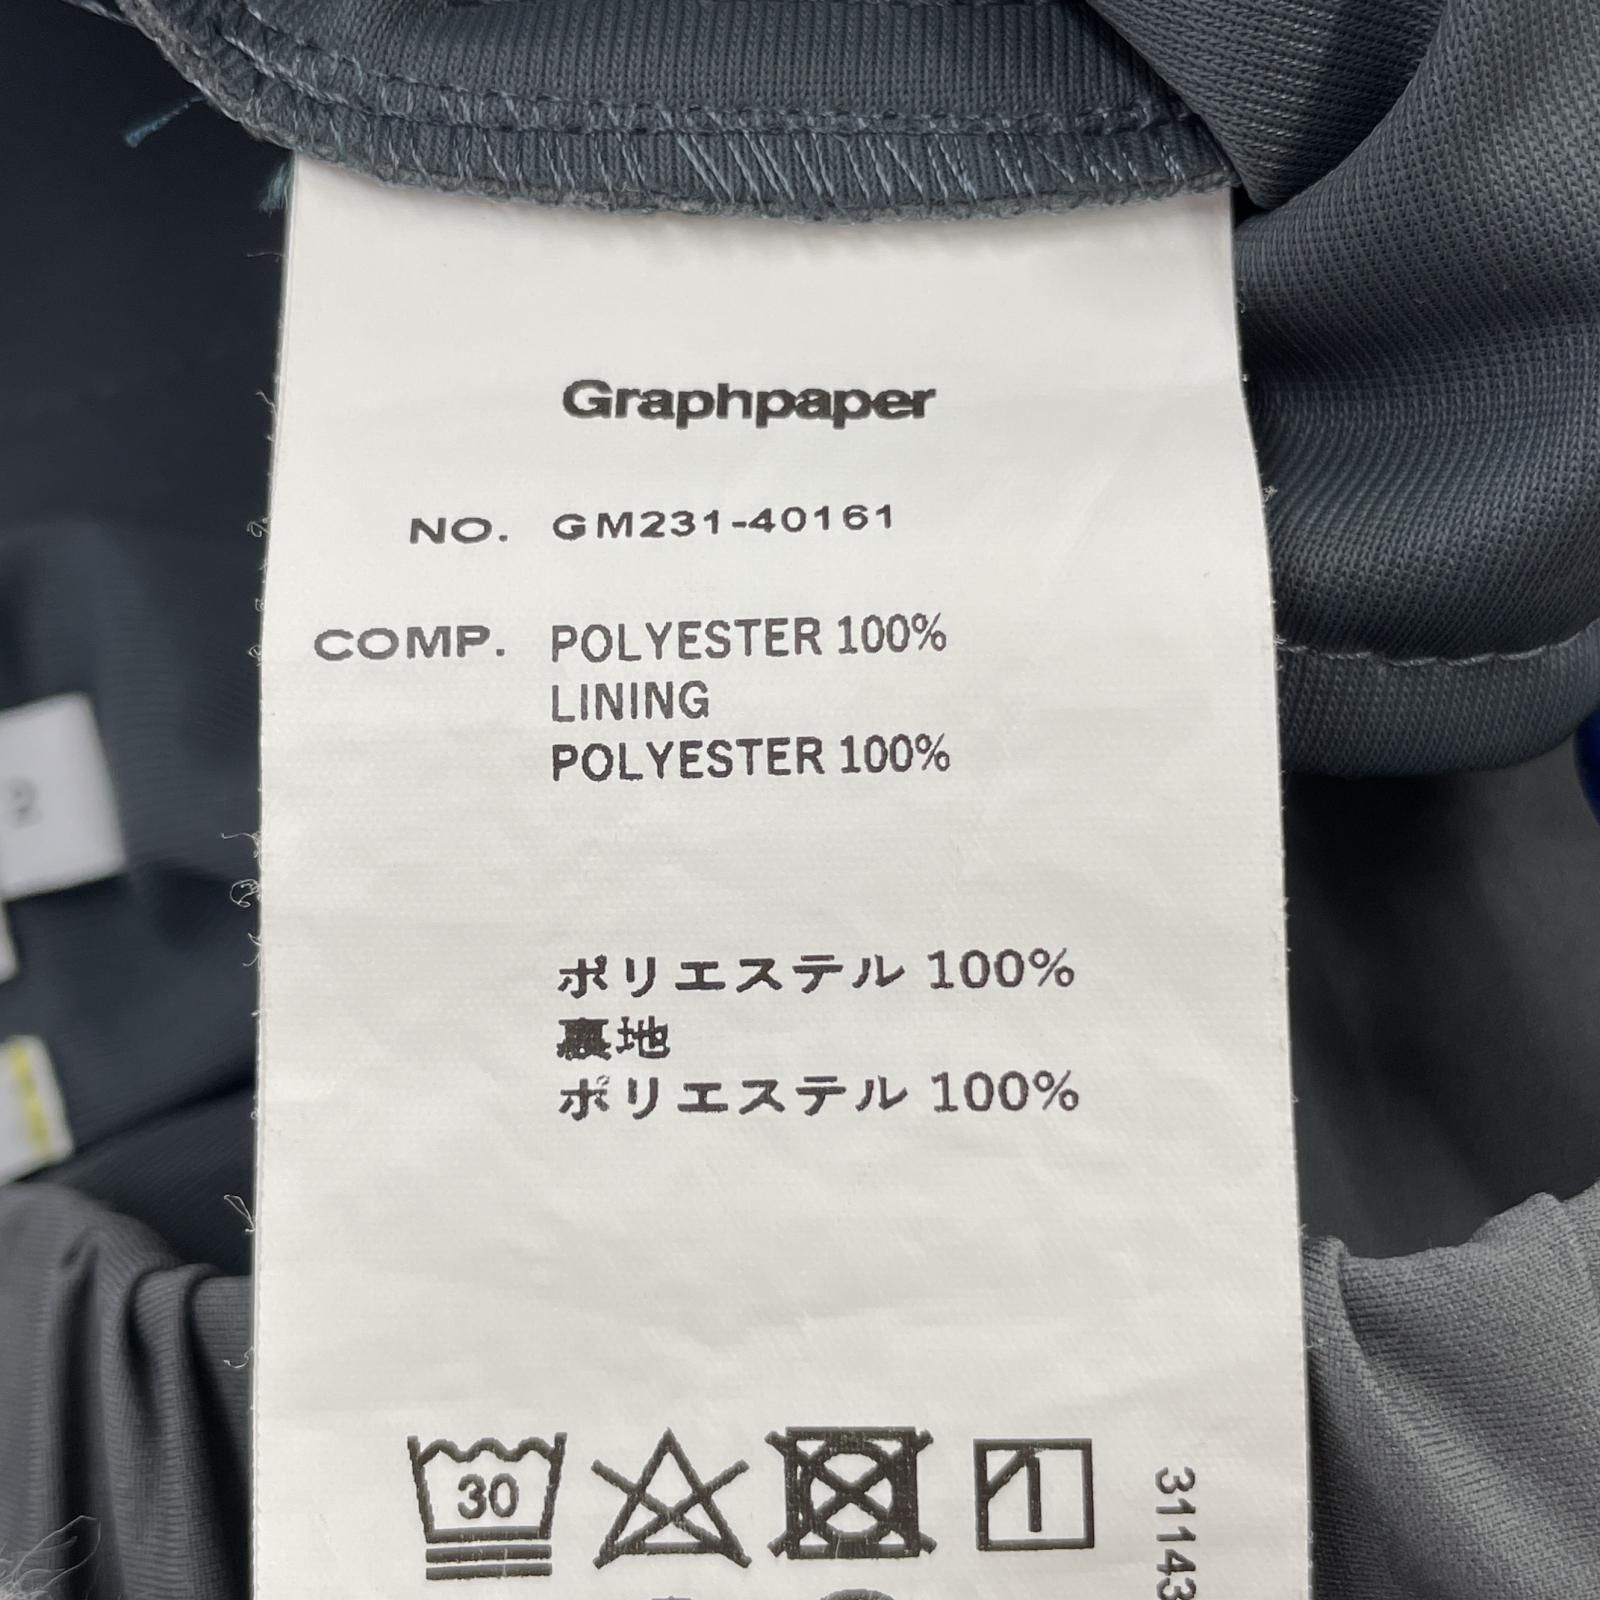 Graphpaper
NO. GM231-40161
COMP. POLYESTER 100%
LINING
POLYESTER 100%
ポリエステル 100%
裏地
ポリエステル 100%
30
31143